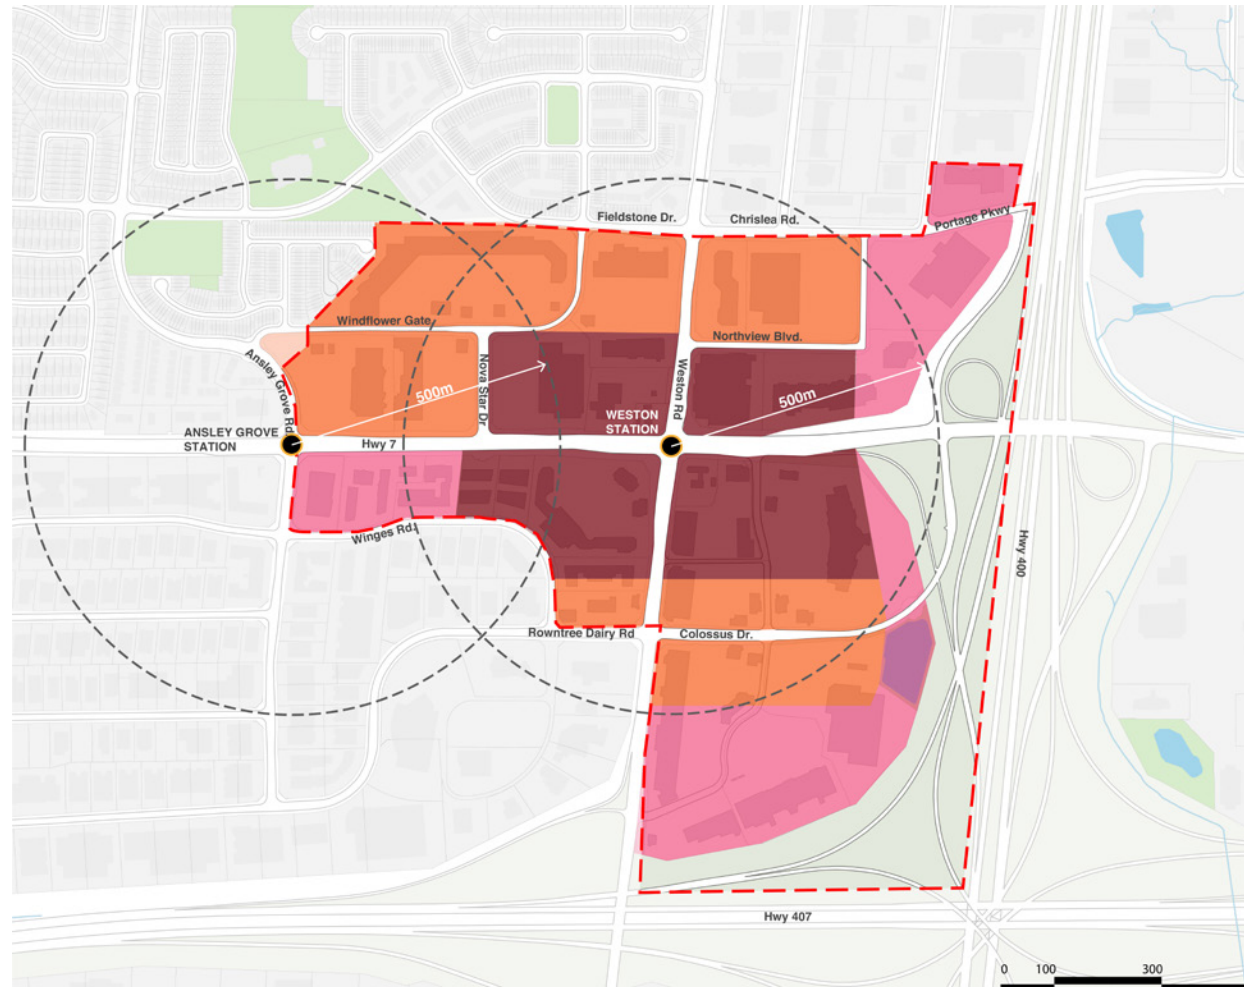 Fieldstone Dr.
Chrislea Rd.
Portage Pkwy
Windflower Gate
Northview Blvd.
Ansley Grove Rd
Nova Star Dr
Weston Rd
500m
500m
WESTON
STATION
ANSLEY GROVE
STATION
Hwy 7
Winges Rd.
Hwy 400
Rowntree Dairy Rd
Colossus Dr.
Hwy 407
0 100 300